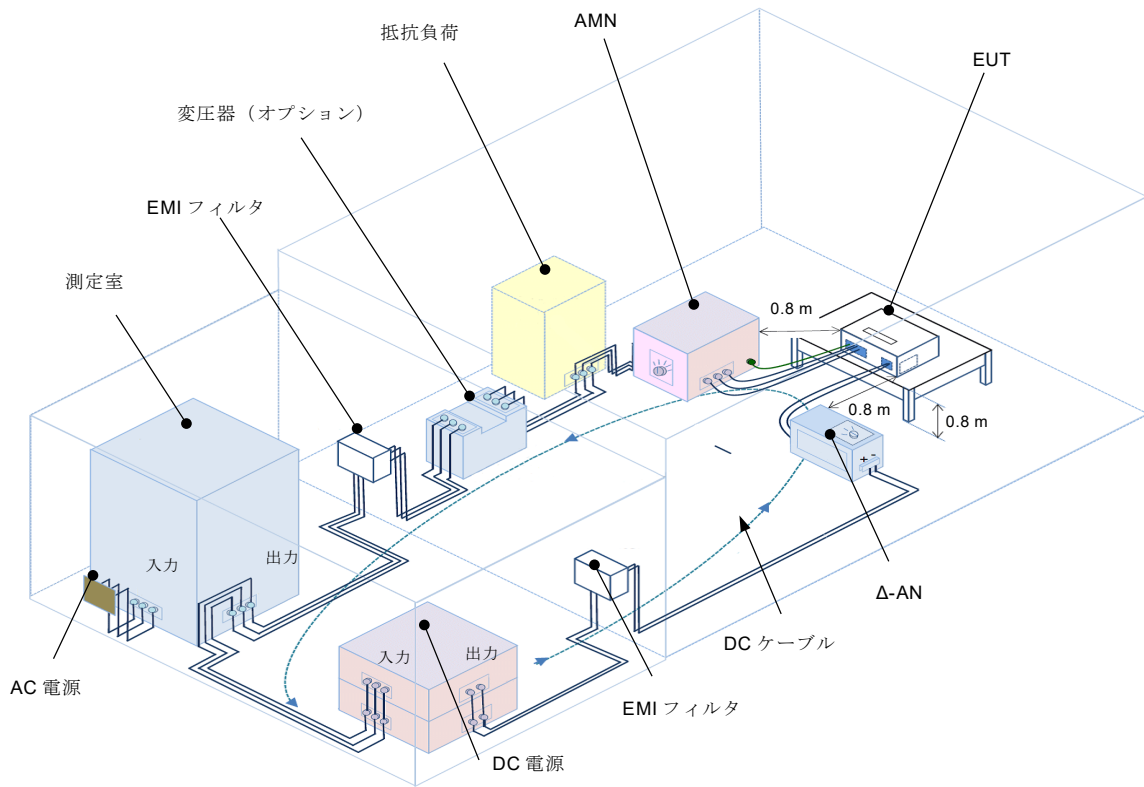 AMN
抵抗負荷
EUT
変圧器（オプション）
EMI フィルタ
測定室
0.8 m
0.8 m
0.8 m
+ -
入力
出力
Δ-AN
DC ケーブル
入力
出力
AC 電源
EMI フィルタ
DC 電源